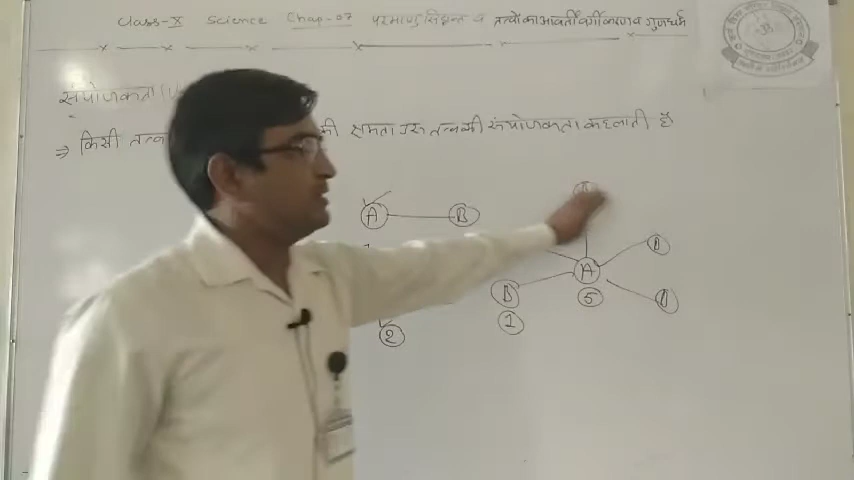 Class-X Science Chap-07 परमाणु सिद्धान्त व तत्वों का आवर्ती वर्गीकरण व गुणधर्म
संयोजकता
⇒ किसी तत्व की क्षमता उस तत्व की संयोजकता कहलाती है
A B
B
A B
B B
5
1
2